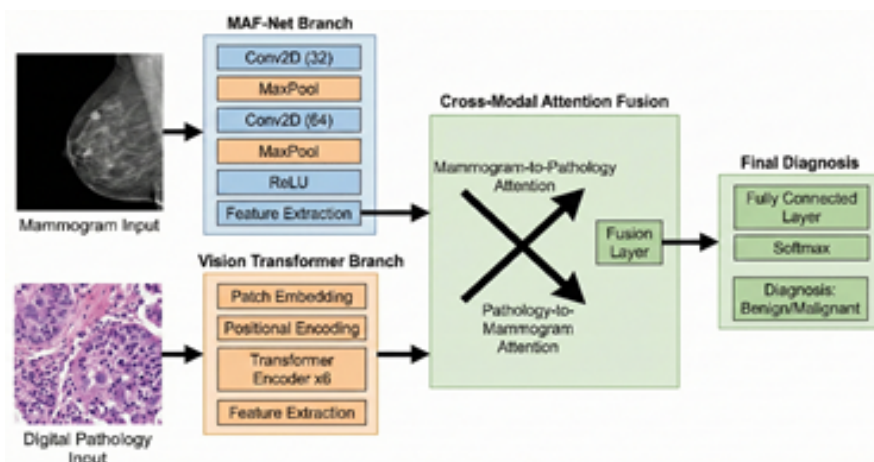 MAF-Net Branch
Conv2D (32)
MaxPool
Conv2D (64)
MaxPool
ReLU
Feature Extraction
Mammogram Input
Vision Transformer Branch
Patch Embedding
Positional Encoding
Transformer
Encoder x6
Feature Extraction
Digital Pathology
Input
Cross-Modal Attention Fusion
Mammogram-to-Pathology
Attention
Fusion
Layer
Pathology-to-
Mammogram
Attention
Final Diagnosis
Fully Connected
Layer
Softmax
Diagnosis:
Benign/Malignant